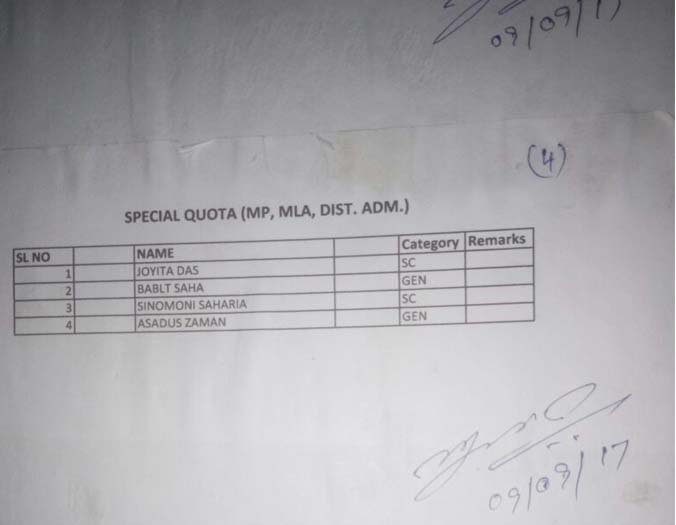 09/09/17
(4)
SPECIAL QUOTA (MP, MLA, DIST. ADM.)
SL NO NAME Category Remarks
1 JOYITA DAS SC
2 BABLT SAHA GEN
3 SINOMONI SAHARIA SC
4 ASADUS ZAMAN GEN
09/09/17